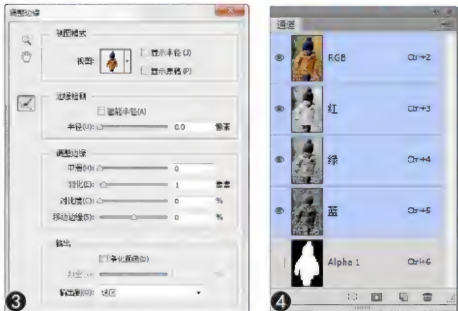 调整边缘
视图模式
视图:
显示半径(J)
显示原稿(P)
边缘检测
智能半径(A)
半径(U): 0.0 像素
调整边缘
平滑(H): 0
羽化(E): 1 像素
对比度(C): 0 %
移动边缘(S): 0 %
输出
净化颜色(D)
数量(T): %
输出到(O): 选区
3
通道
RGB Ctrl+2
红 Ctrl+3
绿 Ctrl+4
蓝 Ctrl+5
Alpha 1 Ctrl+6
4